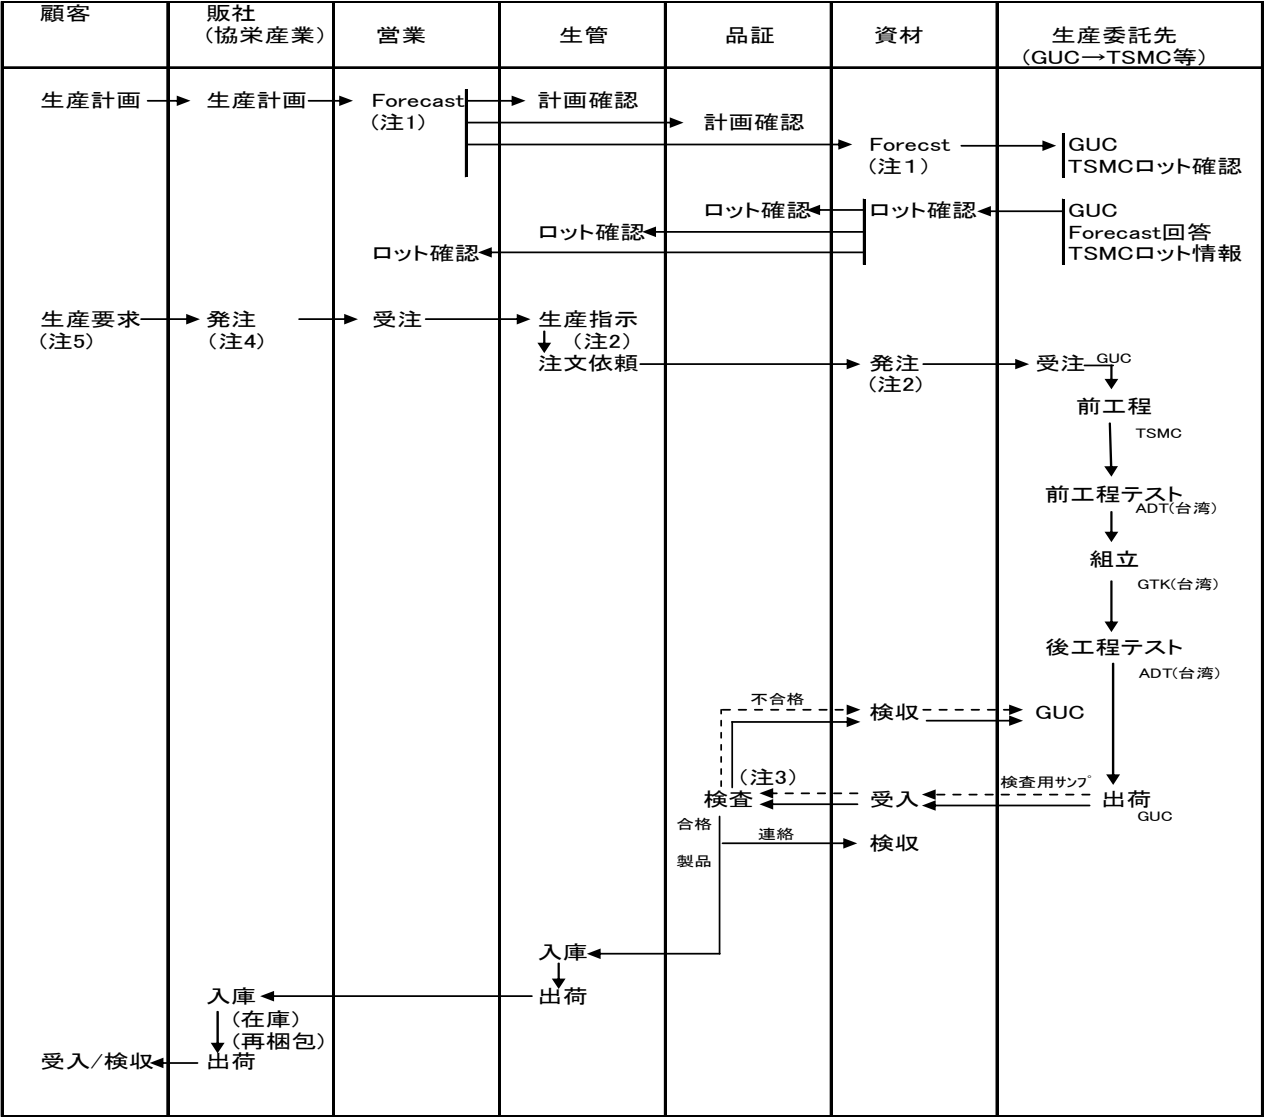 顧客
販社
(協栄産業)
営業
生管
品証
資材
生産委託先
(GUC→TSMC等)
生産計画
生産計画
Forecast
(注1)
計画確認
計画確認
Forecst
(注1)
GUC
TSMCロット確認
ロット確認
ロット確認
GUC
Forecast回答
TSMCロット情報
ロット確認
ロット確認
生産要求
(注5)
発注
(注4)
受注
生産指示
(注2)
注文依頼
発注
(注2)
受注
GUC
前工程
TSMC
前工程テスト
ADT(台湾)
組立
GTK(台湾)
後工程テスト
ADT(台湾)
不合格
検収
GUC
(注3)
検査用サンプ
検査
受入
出荷
GUC
合格
連絡
検収
製品
入庫
出荷
入庫
(在庫)
(再梱包)
出荷
受入/検収